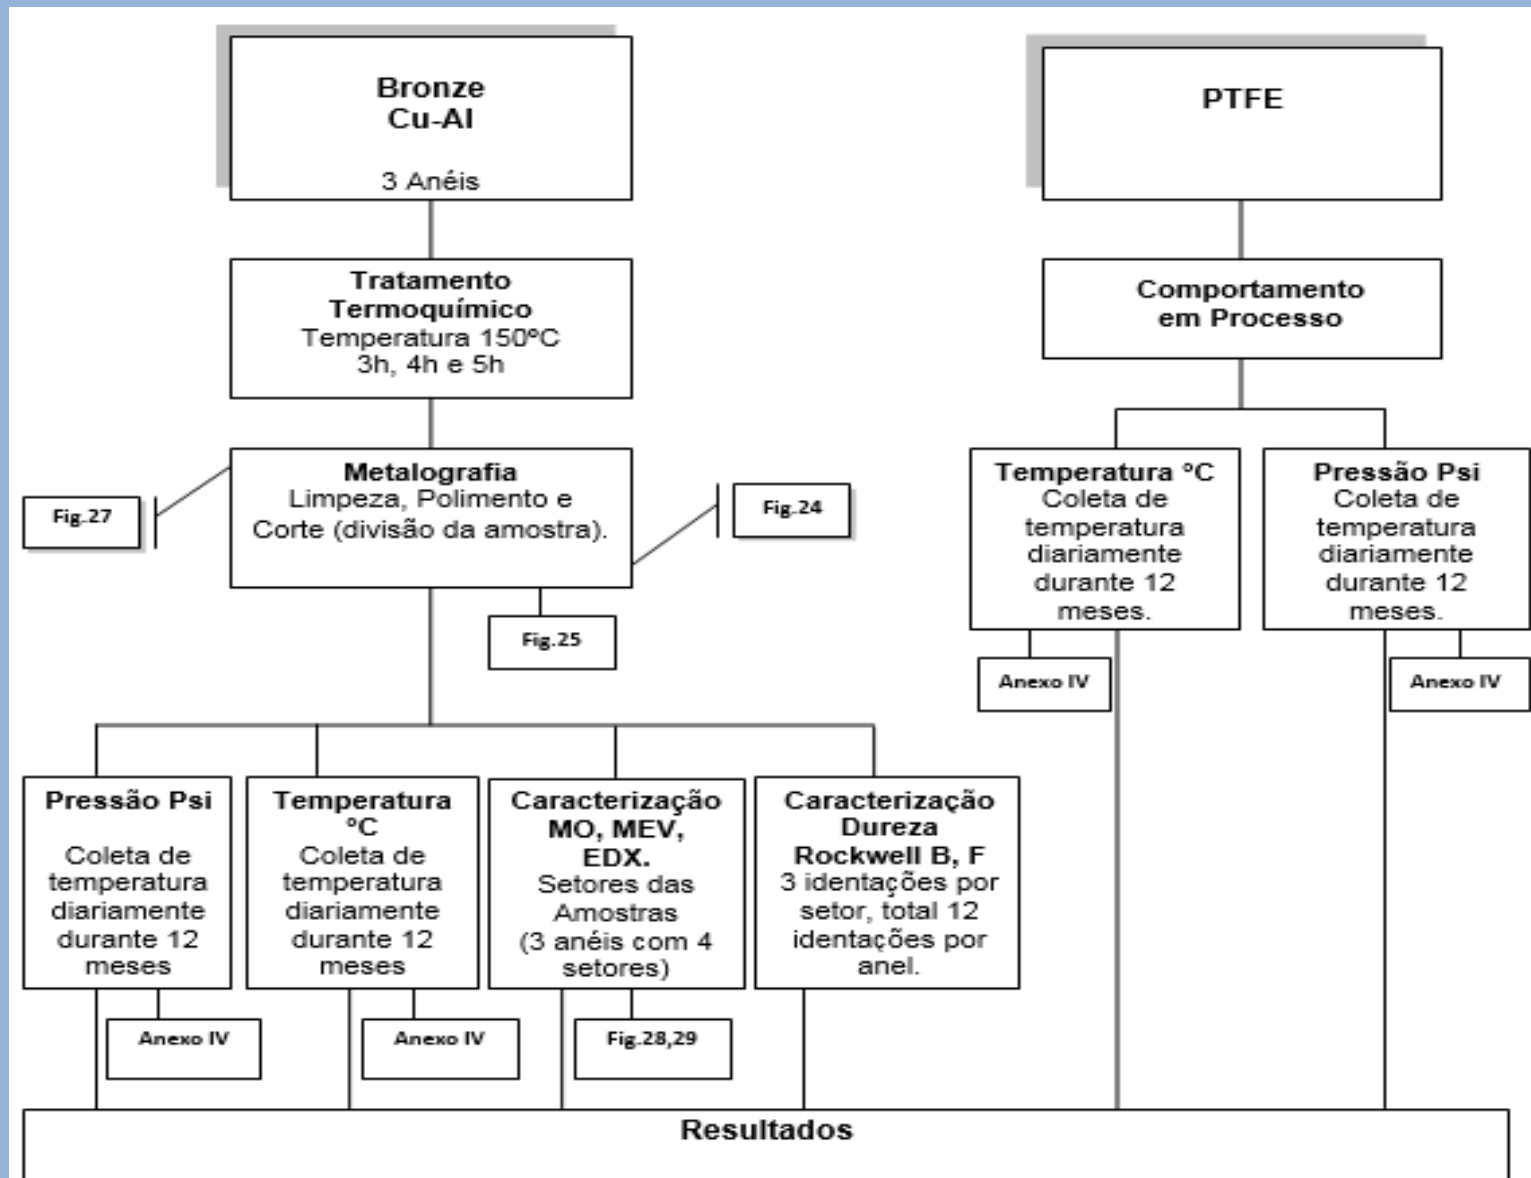 Bronze
Cu-Al
3 Anéis
PTFE
Tratamento
Termoquímico
Temperatura 150ºC
3h, 4h e 5h
Comportamento
em Processo
Metalografia
Limpeza, Polimento e
Corte (divisão da amostra).
Fig.27
Fig.24
Fig.25
Temperatura ºC
Coleta de
temperatura
diariamente
durante 12
meses.
Pressão Psi
Coleta de
temperatura
diariamente
durante 12
meses.
Anexo IV
Anexo IV
Pressão Psi
Coleta de
temperatura
diariamente
durante 12
meses
Temperatura
ºC
Coleta de
temperatura
diariamente
durante 12
meses
Caracterização
MO, MEV,
EDX.
Setores das
Amostras
(3 anéis com 4
setores)
Caracterização
Dureza
Rockwell B, F
3 identações por
setor, total 12
identações por
anel.
Anexo IV
Anexo IV
Fig.28,29
Resultados